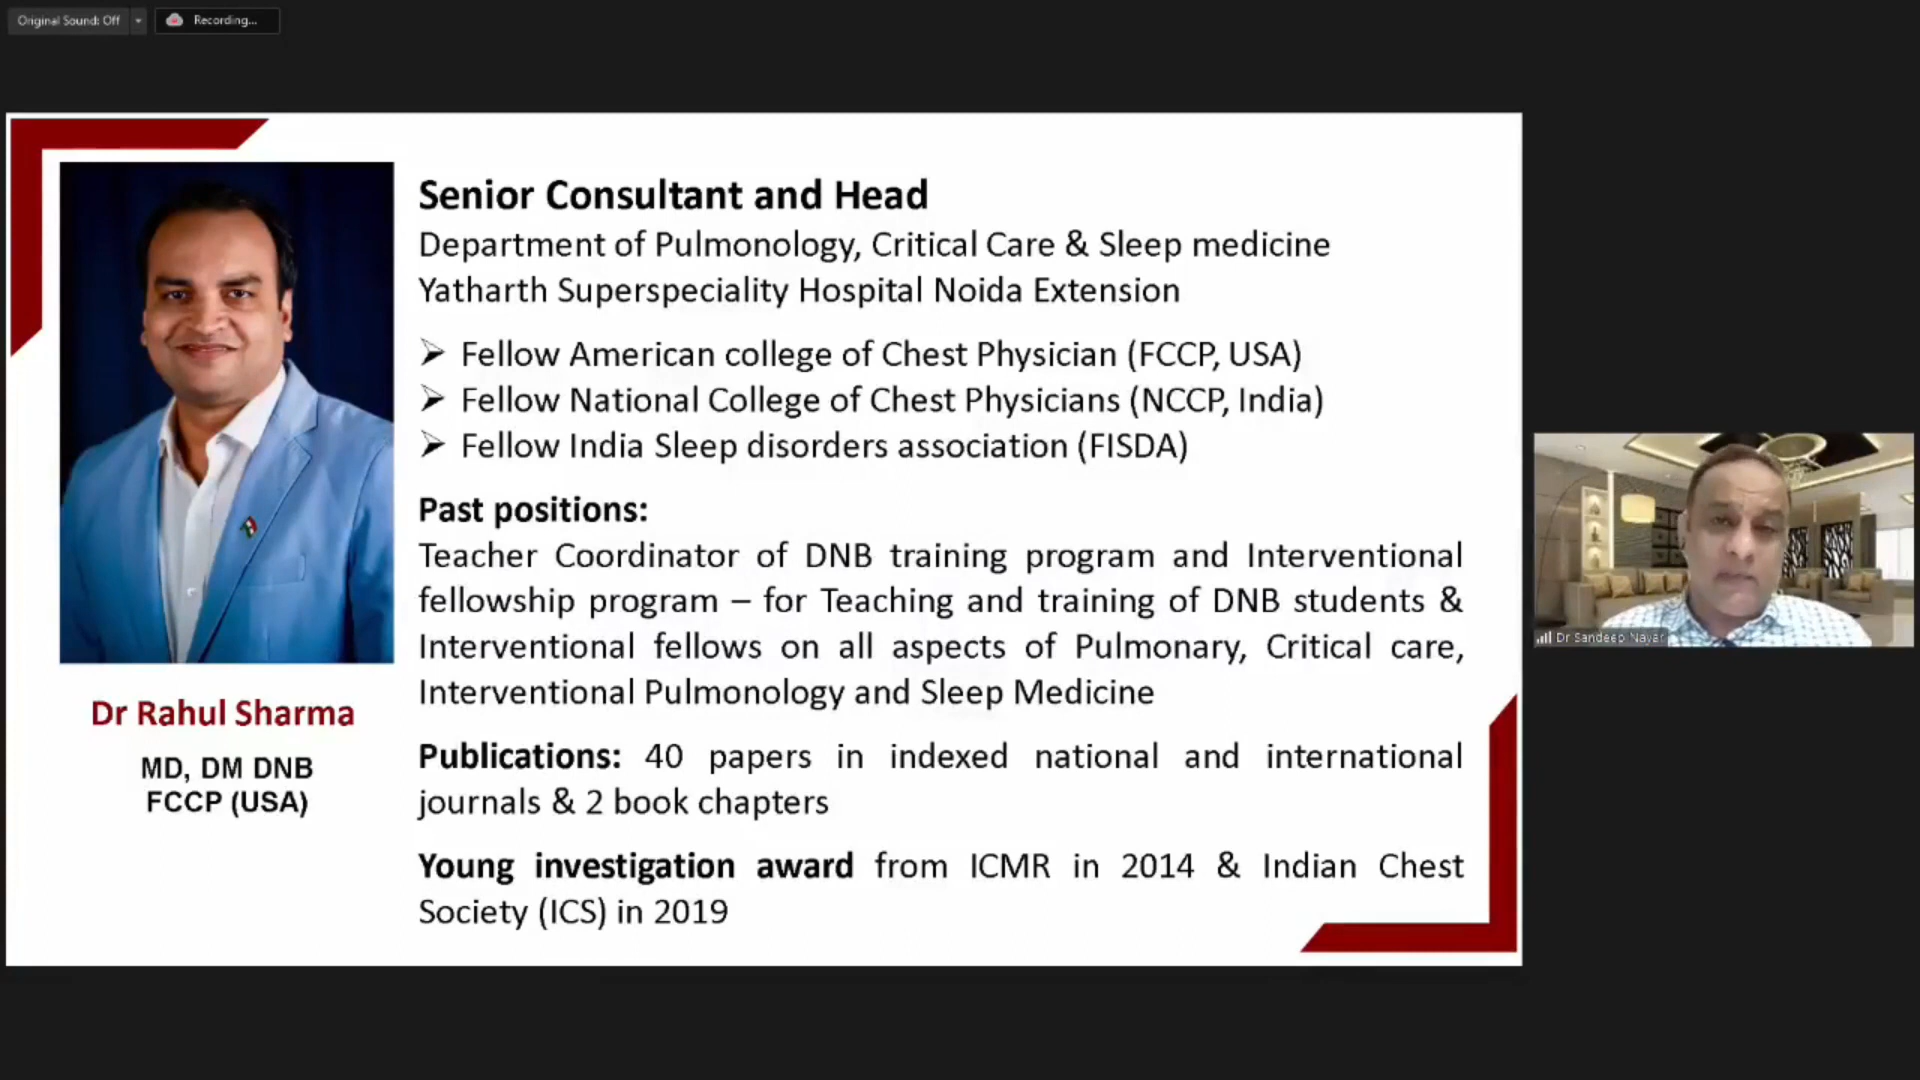 Original Sound: Off
Recording...
Senior Consultant and Head
Department of Pulmonology, Critical Care & Sleep medicine
Yatharth Superspeciality Hospital Noida Extension
➢ Fellow American college of Chest Physician (FCCP, USA)
➢ Fellow National College of Chest Physicians (NCCP, India)
➢ Fellow India Sleep disorders association (FISDA)
Past positions:
Teacher Coordinator of DNB training program and Interventional
fellowship program – for Teaching and training of DNB students &
Interventional fellows on all aspects of Pulmonary, Critical care,
Interventional Pulmonology and Sleep Medicine
Publications: 40 papers in indexed national and international
journals & 2 book chapters
Young investigation award from ICMR in 2014 & Indian Chest
Society (ICS) in 2019
Dr Rahul Sharma
MD, DM DNB
FCCP (USA)
Dr Sandeep Nayar